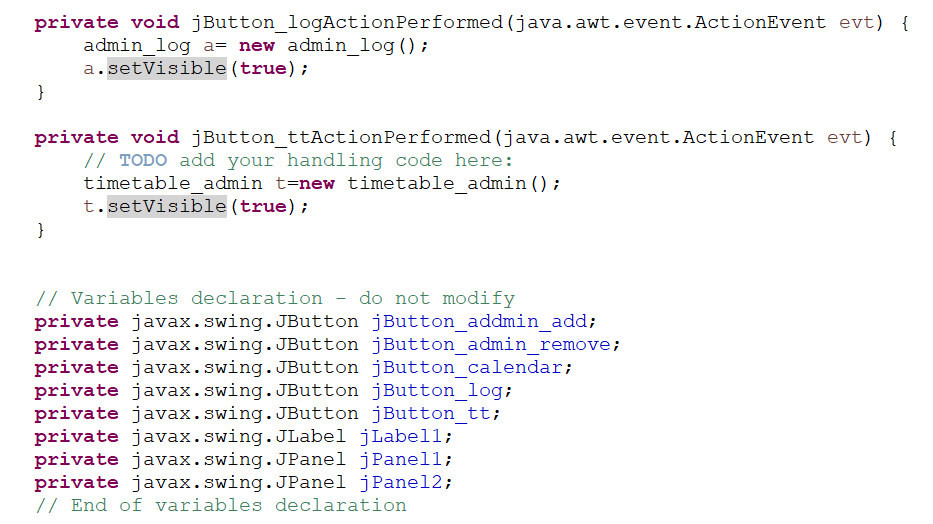 private void jButton_logActionPerformed(java.awt.event.ActionEvent evt) {
    admin_log a= new admin_log();
    a.setVisible(true);
}
private void jButton_ttActionPerformed(java.awt.event.ActionEvent evt) {
    // TODO add your handling code here:
    timetable_admin t=new timetable_admin();
    t.setVisible(true);
}
// Variables declaration - do not modify
private javax.swing.JButton jButton_addmin_add;
private javax.swing.JButton jButton_admin_remove;
private javax.swing.JButton jButton_calendar;
private javax.swing.JButton jButton_log;
private javax.swing.JButton jButton_tt;
private javax.swing.JLabel jLabel1;
private javax.swing.JPanel jPanel1;
private javax.swing.JPanel jPanel2;
// End of variables declaration